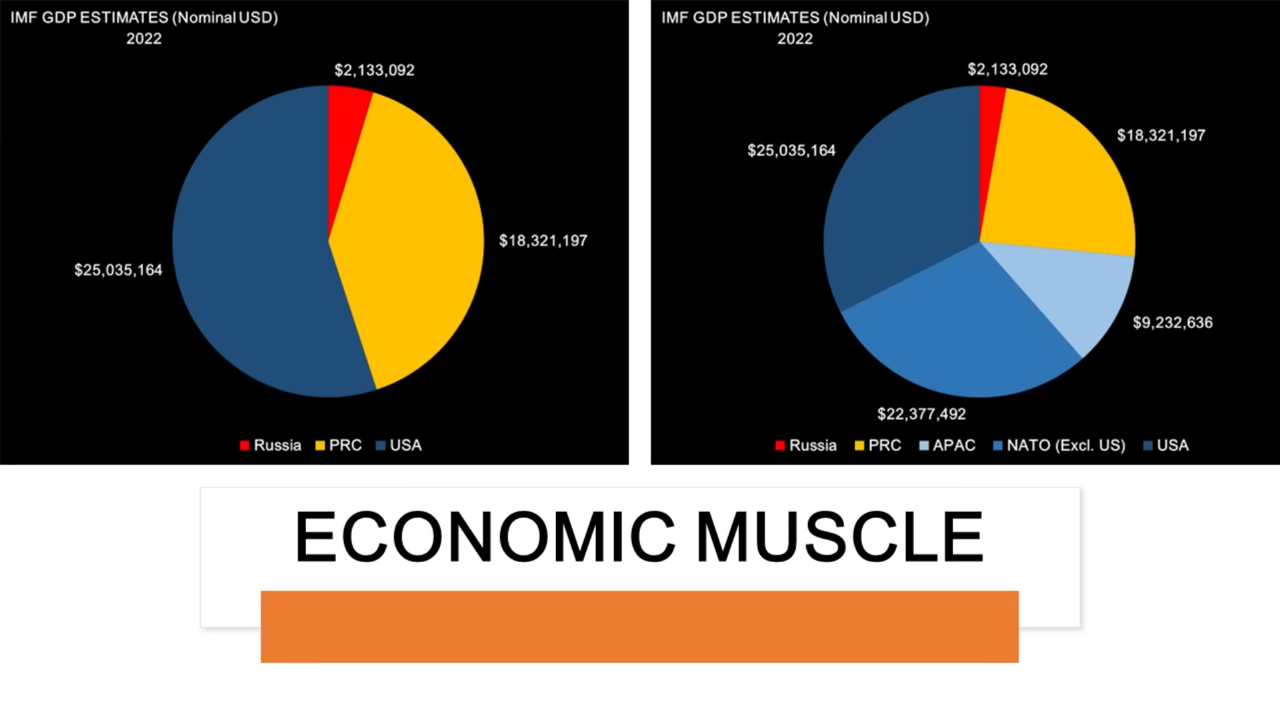 IMF GDP ESTIMATES (Nominal USD)
2022
$2,133,092
$18,321,197
$25,035,164
Russia PRC USA
IMF GDP ESTIMATES (Nominal USD)
2022
$2,133,092
$18,321,197
$25,035,164
$9,232,636
$22,377,492
Russia PRC APAC NATO (Excl. US) USA
ECONOMIC MUSCLE